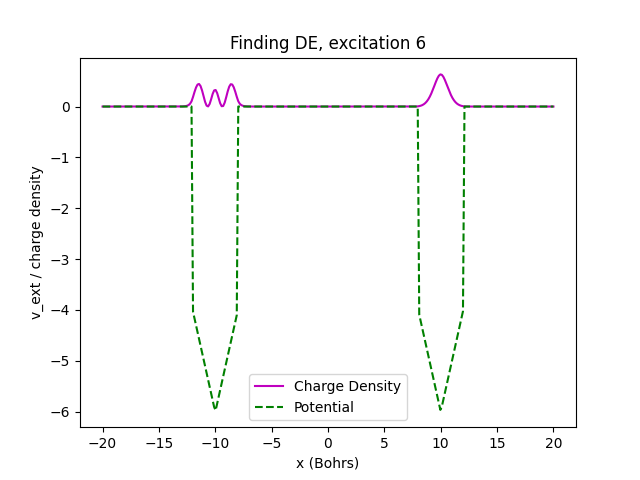 Finding DE, excitation 6
v_ext / charge density
0
−1
−2
−3
−4
−5
−6
Charge Density
Potential
−20 −15 −10 −5 0 5 10 15 20
x (Bohrs)